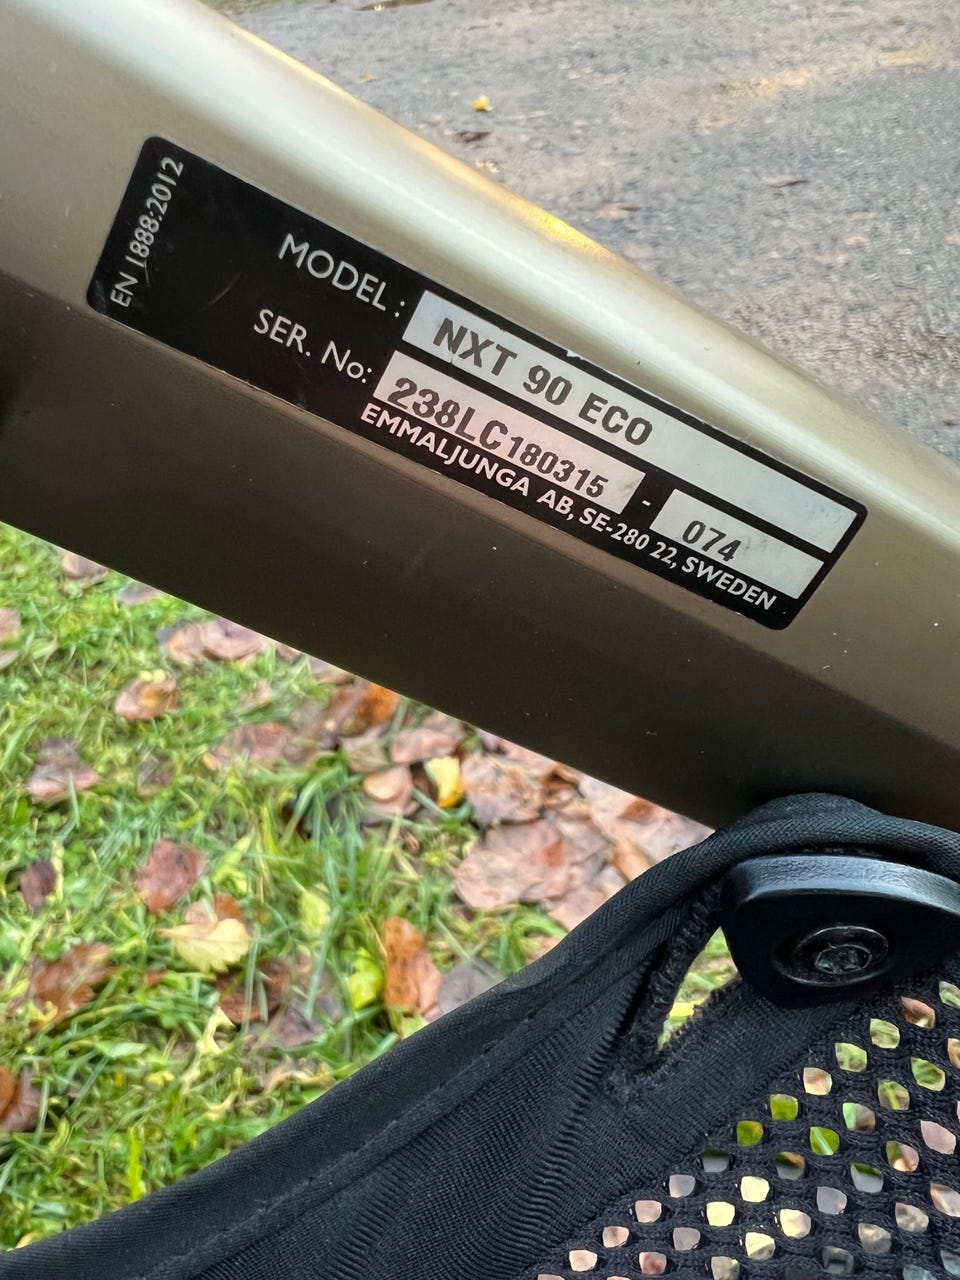 EN 1888:2012
MODEL: NXT 90 ECO
SER. No: 238LC180315 - 074
EMMALJUNGA AB, SE-280 22, SWEDEN